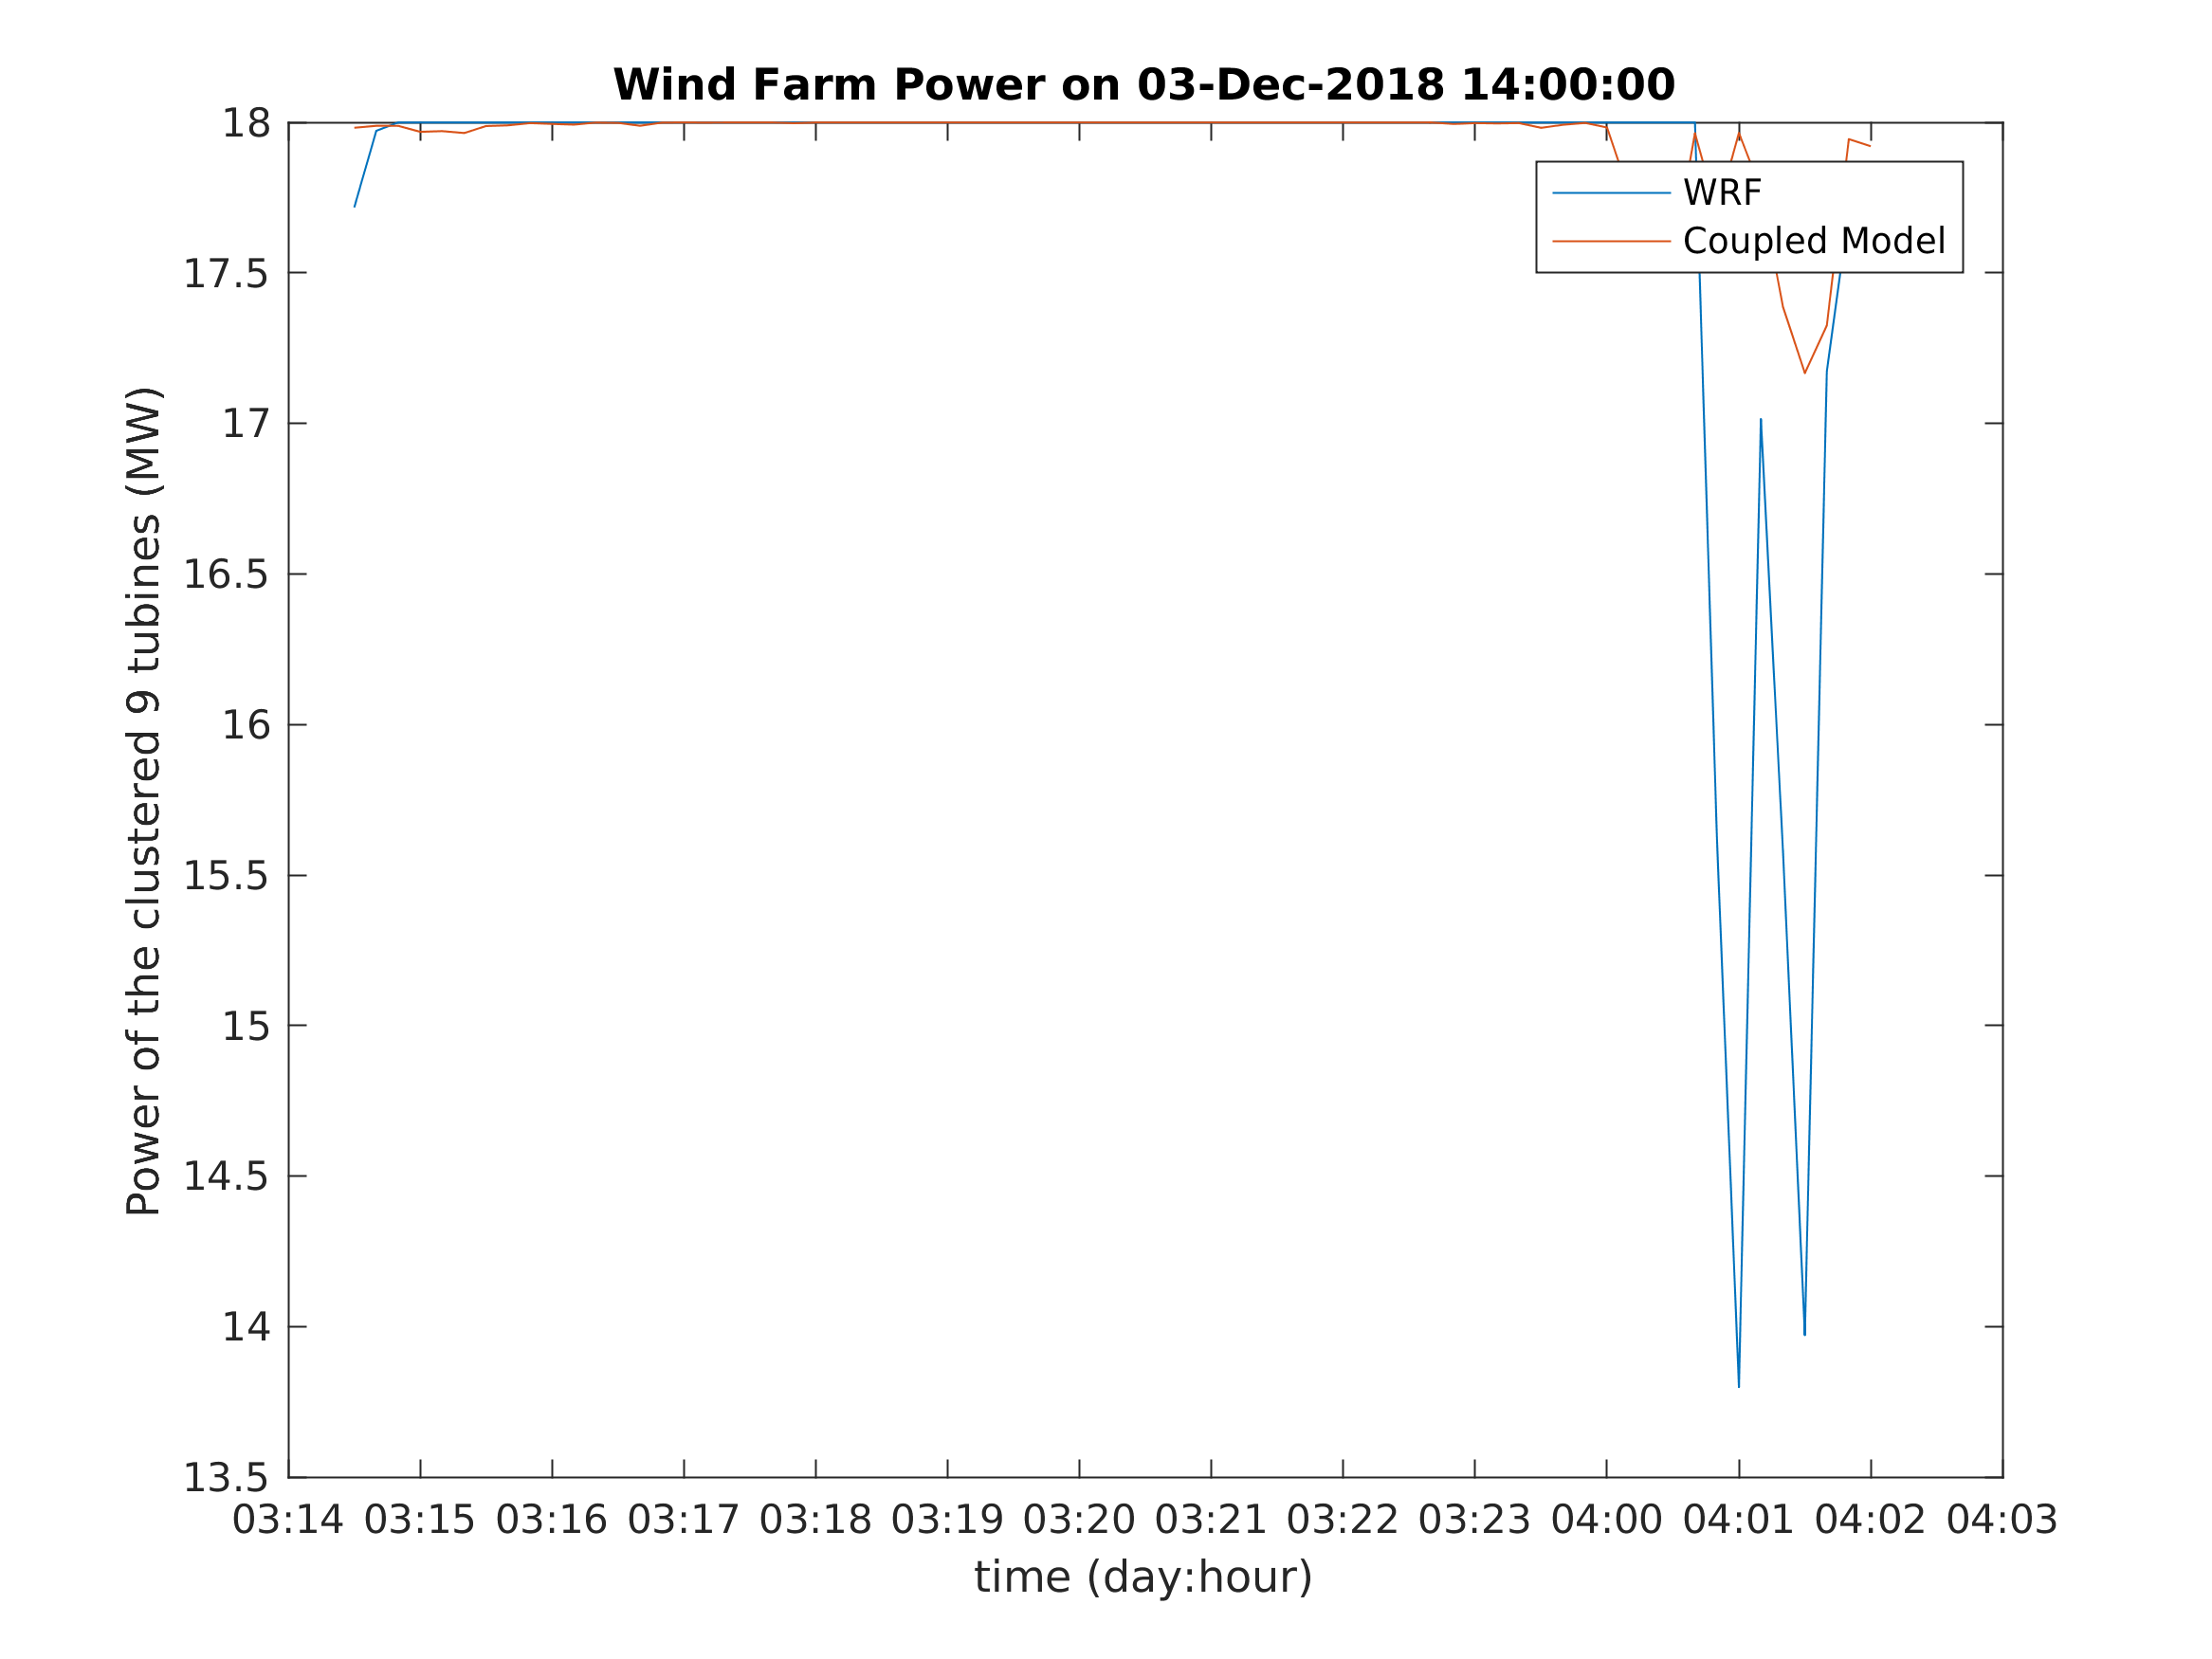 Wind Farm Power on 03-Dec-2018 14:00:00
18
17.5
17
16.5
16
15.5
15
14.5
14
13.5
Power of the clustered 9 tubines (MW)
WRF
Coupled Model
03:14 03:15 03:16 03:17 03:18 03:19 03:20 03:21 03:22 03:23 04:00 04:01 04:02 04:03
time (day:hour)